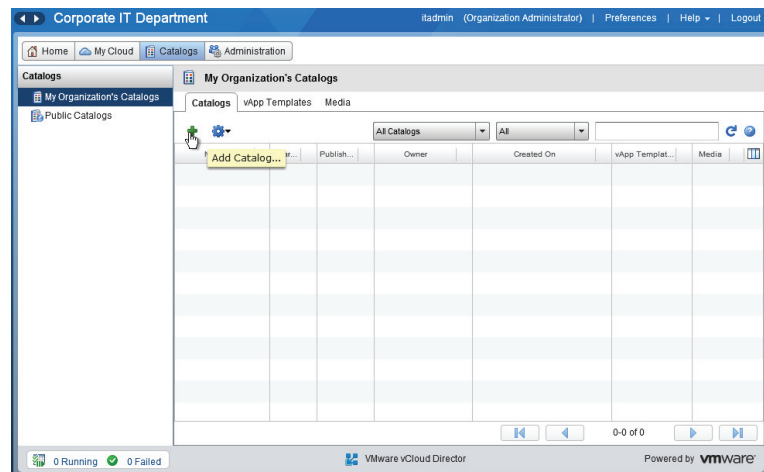 Corporate IT Department
itadmin (Organization Administrator) | Preferences | Help | Logout
Home My Cloud Catalogs Administration
Catalogs
My Organization's Catalogs
Public Catalogs
My Organization's Catalogs
Catalogs vApp Templates Media
All Catalogs All
Add Catalog...
Publish... Owner Created On vApp Templat... Media
0-0 of 0
0 Running 0 Failed
VMware vCloud Director
Powered by vmware